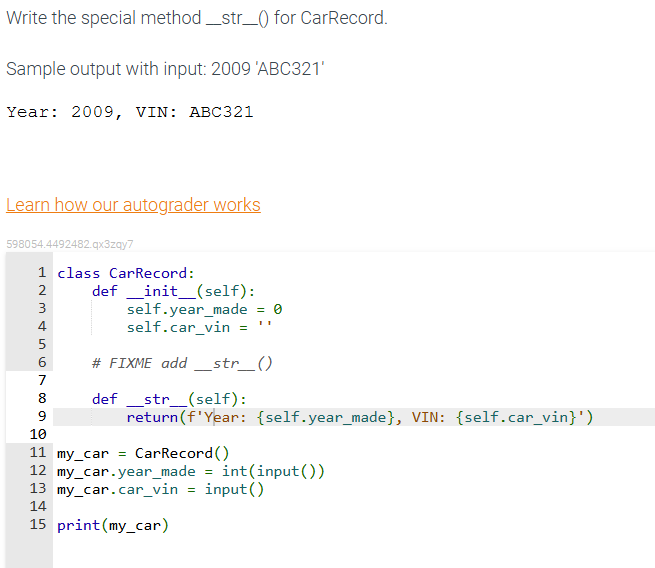 Write the special method __str__() for CarRecord.
Sample output with input: 2009 'ABC321'
Year: 2009, VIN: ABC321
Learn how our autograder works
598054.4492482.qx3zqy7
1 class CarRecord:
2     def __init__(self):
3         self.year_made = 0
4         self.car_vin = ''
5
6     # FIXME add __str__()
7
8     def __str__(self):
9         return(f'Year: {self.year_made}, VIN: {self.car_vin}')
10
11 my_car = CarRecord()
12 my_car.year_made = int(input())
13 my_car.car_vin = input()
14
15 print(my_car)